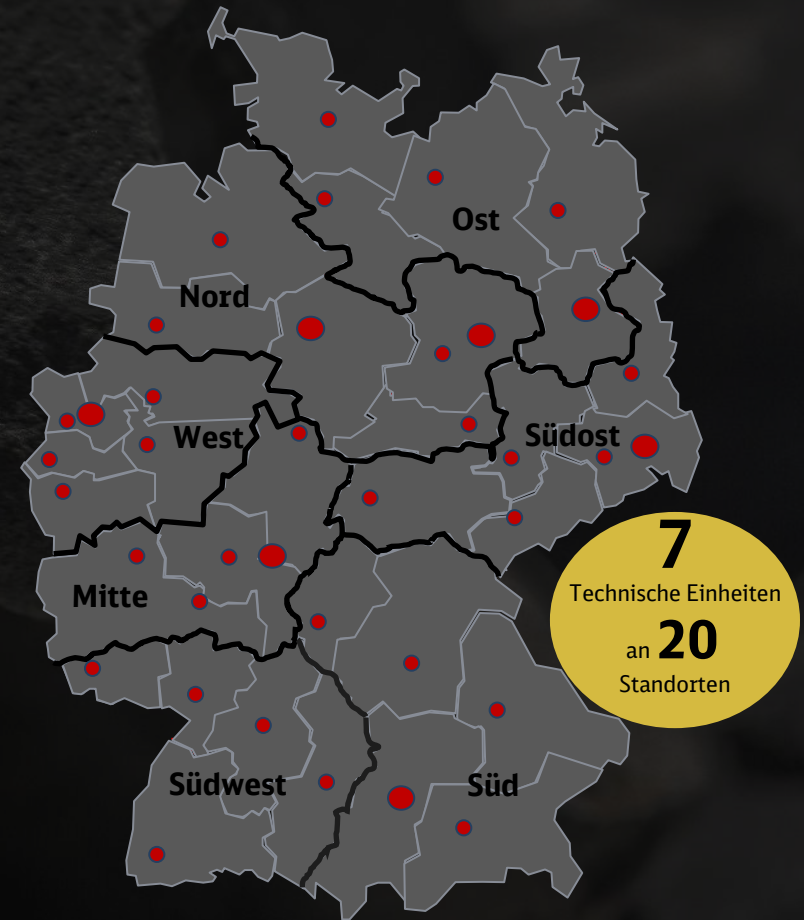 Ost
Nord
West
Südost
Mitte
Südwest
Süd
7
Technische Einheiten
an 20
Standorten